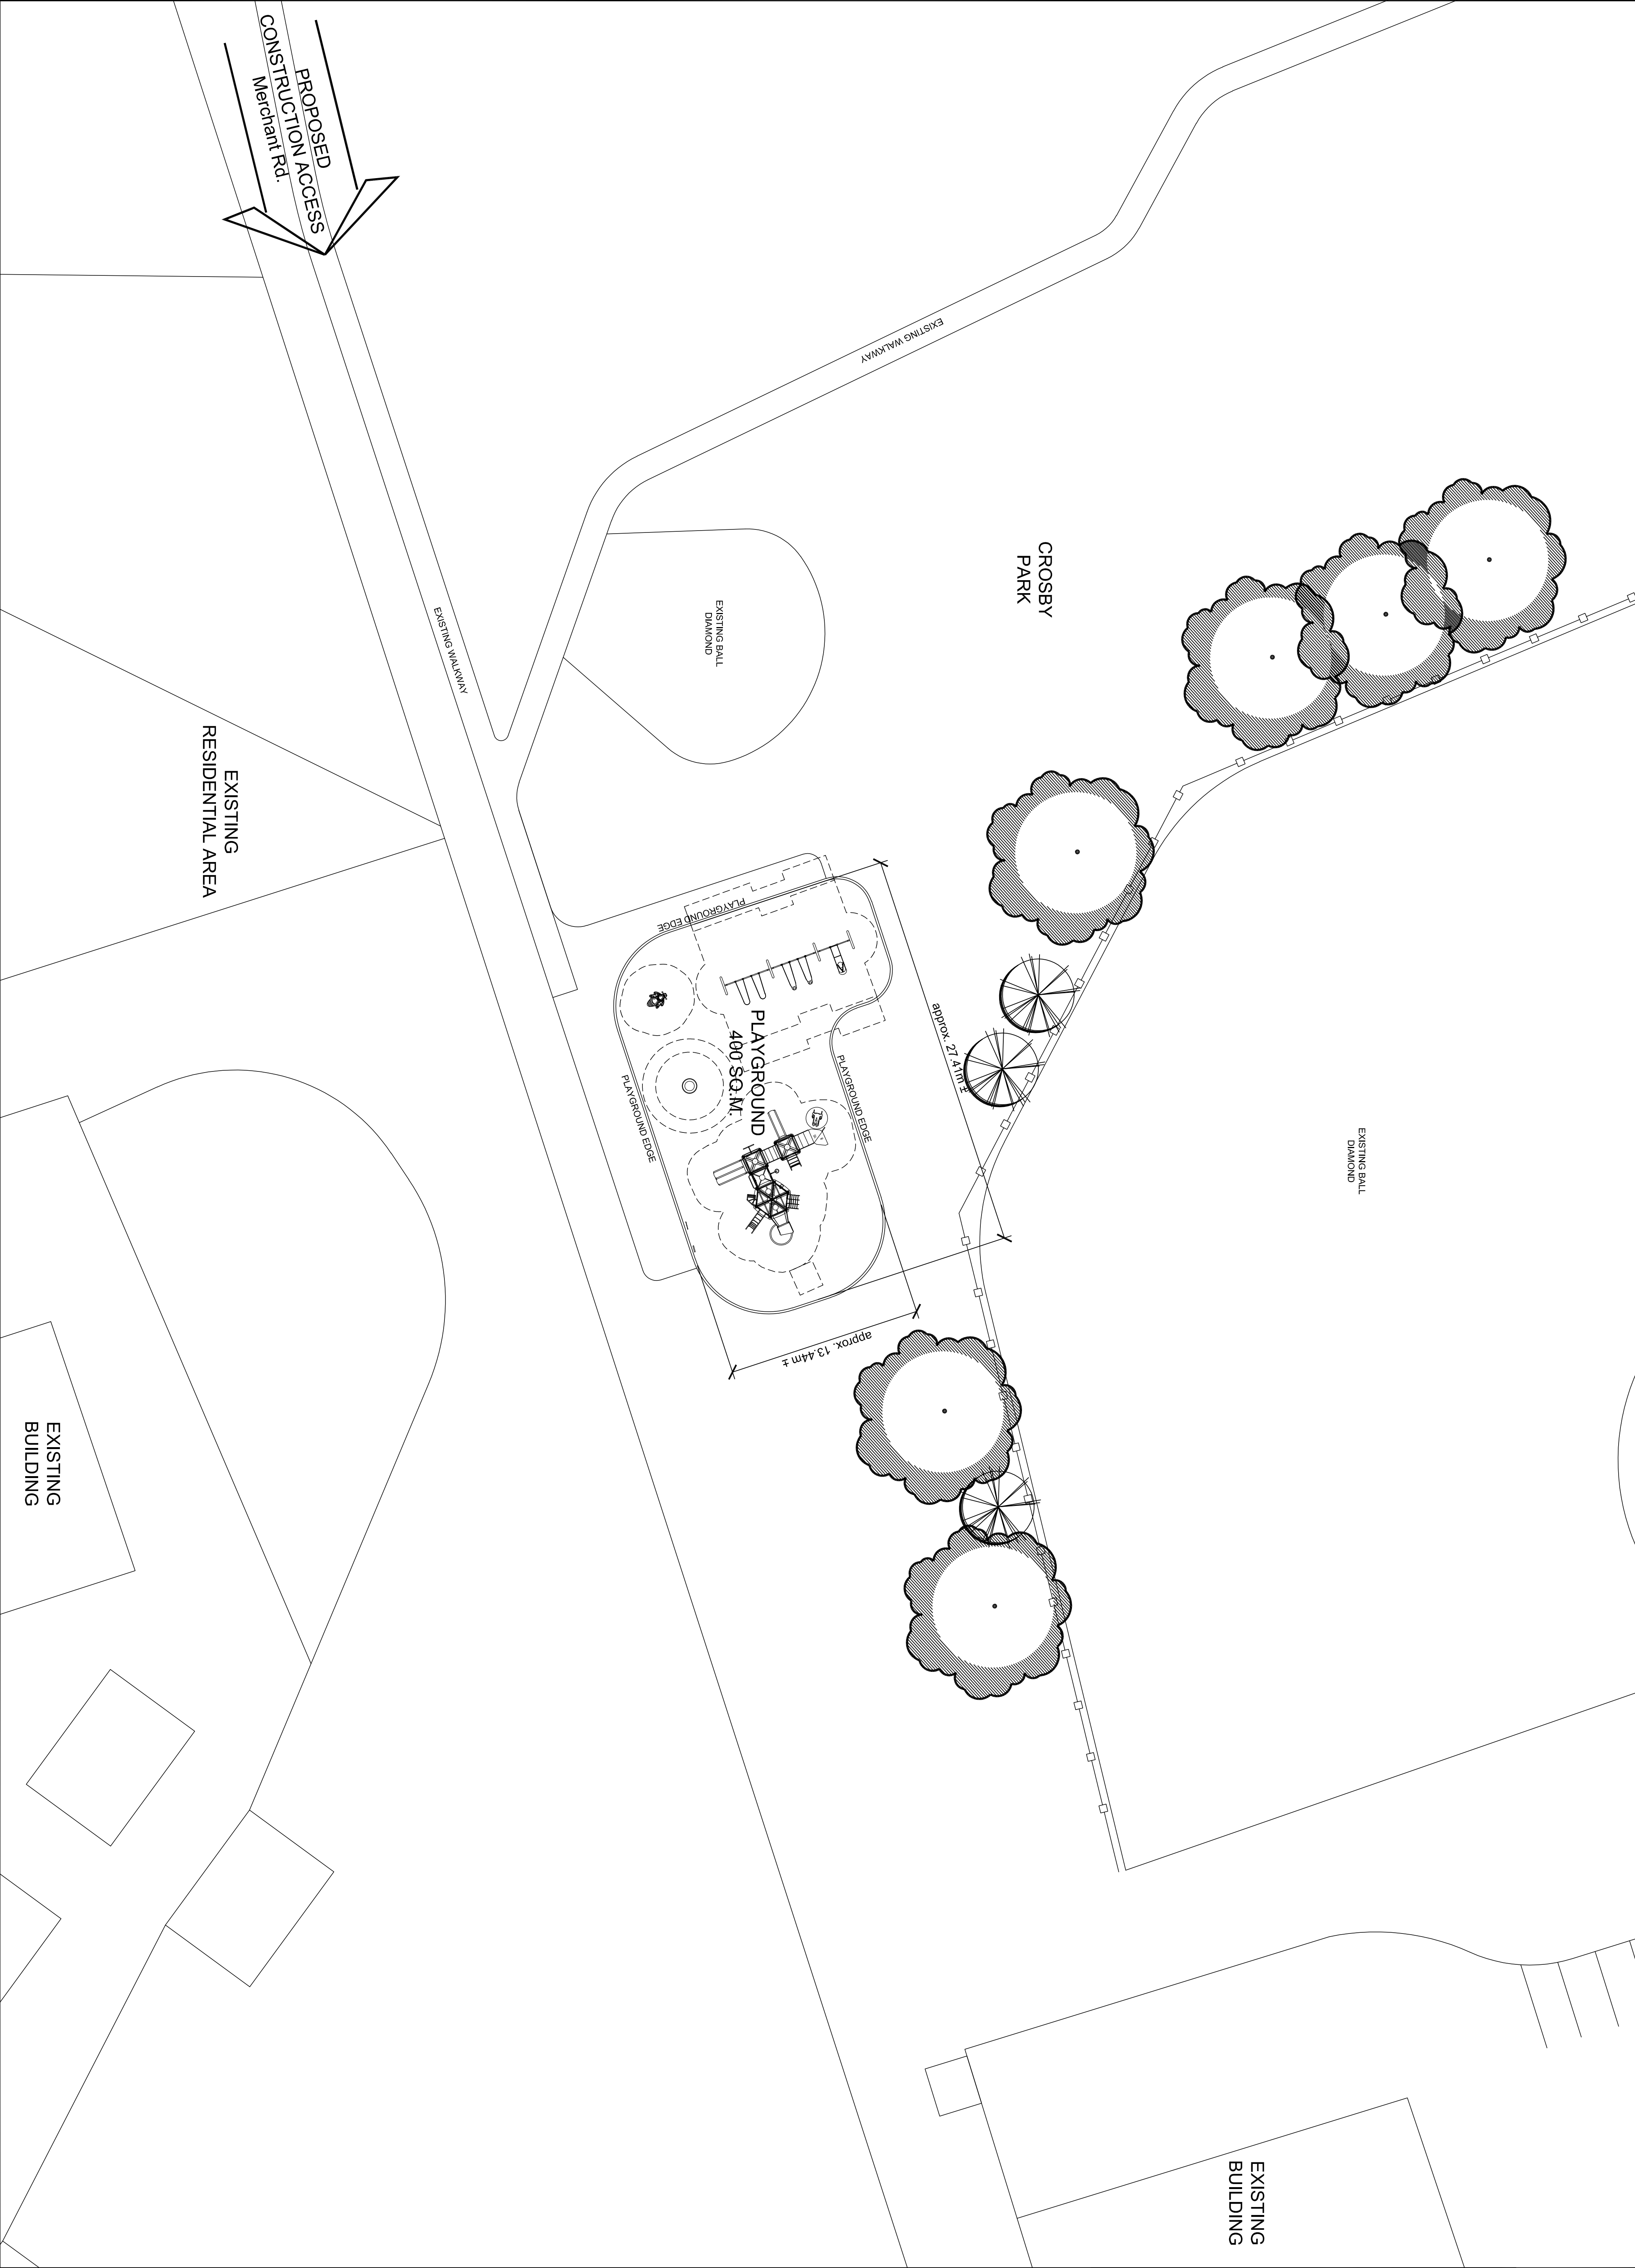 PROPOSED
CONSTRUCTION ACCESS
Merchant Rd.
EXISTING WALKWAY
CROSBY
PARK
EXISTING BALL
DIAMOND
EXISTING WALKWAY
EXISTING
RESIDENTIAL AREA
PLAYGROUND EDGE
PLAYGROUND
400 SQ.M.
PLAYGROUND EDGE
PLAYGROUND EDGE
approx. 27.41m ±
approx. 13.44m ±
EXISTING BALL
DIAMOND
EXISTING
BUILDING
EXISTING
BUILDING